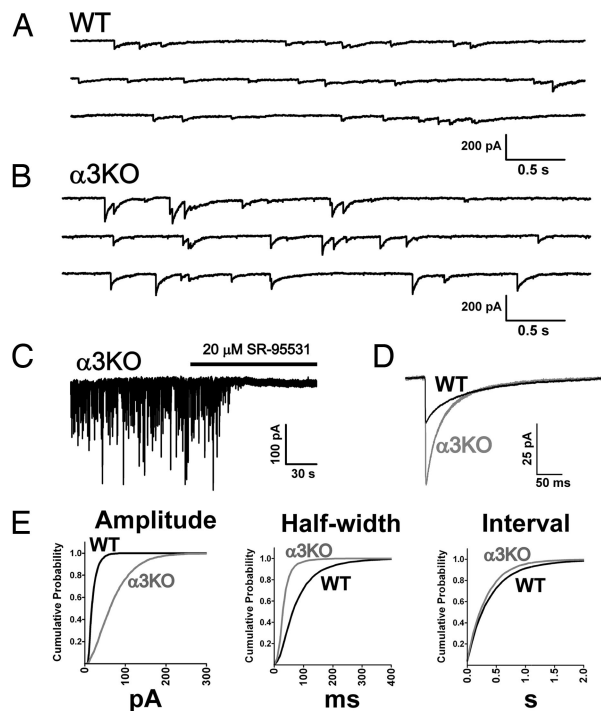 A WT
200 pA
0.5 s
B α3KO
200 pA
0.5 s
C α3KO
20 μM SR-95531
100 pA
30 s
D
WT
α3KO
25 pA
50 ms
E
Amplitude
WT
α3KO
Cumulative Probability
1.0
0.8
0.6
0.4
0.2
0 100 200 300
pA
Half-width
α3KO
WT
Cumulative Probability
1.0
0.8
0.6
0.4
0.2
0 100 200 300 400
ms
Interval
α3KO
WT
Cumulative Probability
1.0
0.8
0.6
0.4
0.2
0.0 0.5 1.0 1.5 2.0
s